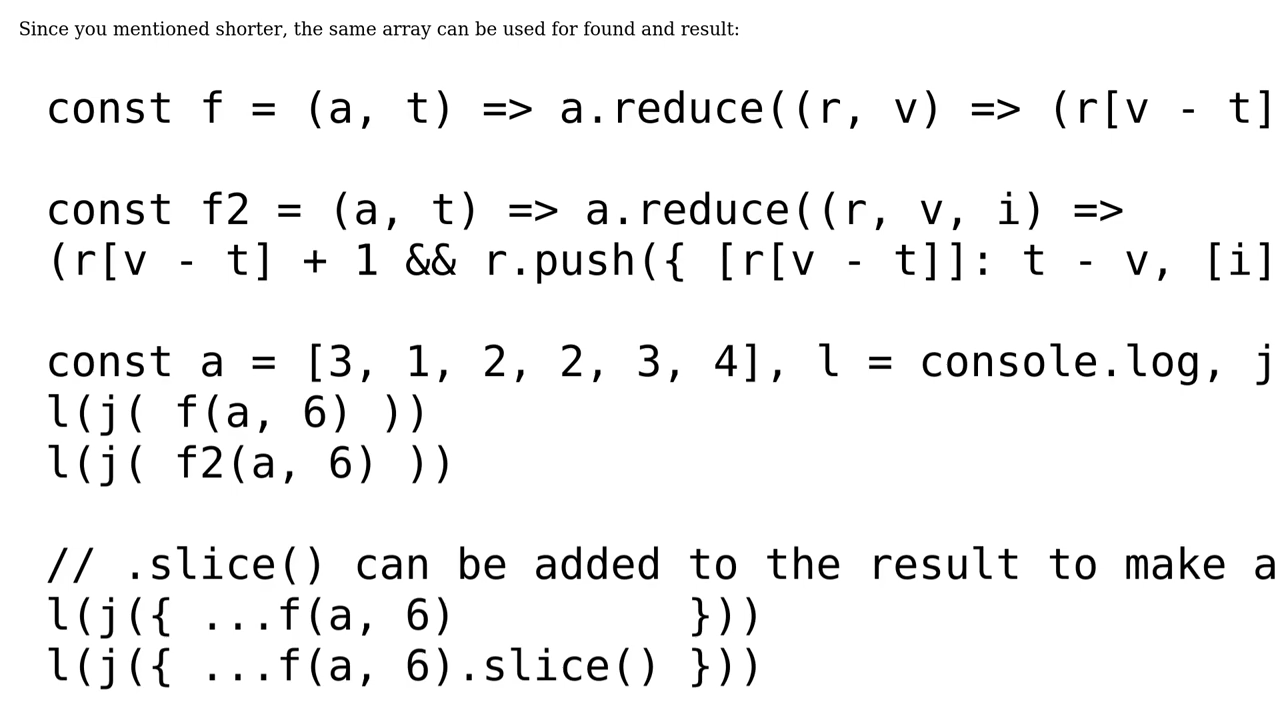 Since you mentioned shorter, the same array can be used for found and result:
const f = (a, t) => a.reduce((r, v) => (r[v - t]
const f2 = (a, t) => a.reduce((r, v, i) =>
(r[v - t] + 1 && r.push({ [r[v - t]]: t - v, [i]
const a = [3, 1, 2, 2, 3, 4], l = console.log, j
l(j( f(a, 6) ))
l(j( f2(a, 6) ))
// .slice() can be added to the result to make a
l(j({ ...f(a, 6)         }))
l(j({ ...f(a, 6).slice() }))